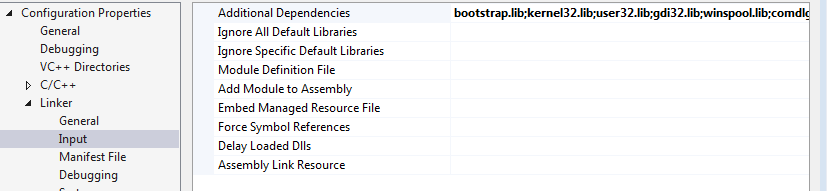 Configuration Properties
General
Debugging
VC++ Directories
C/C++
Linker
General
Input
Manifest File
Debugging
Additional Dependencies bootstrap.lib;kernel32.lib;user32.lib;gdi32.lib;winspool.lib;comdlg
Ignore All Default Libraries
Ignore Specific Default Libraries
Module Definition File
Add Module to Assembly
Embed Managed Resource File
Force Symbol References
Delay Loaded Dlls
Assembly Link Resource